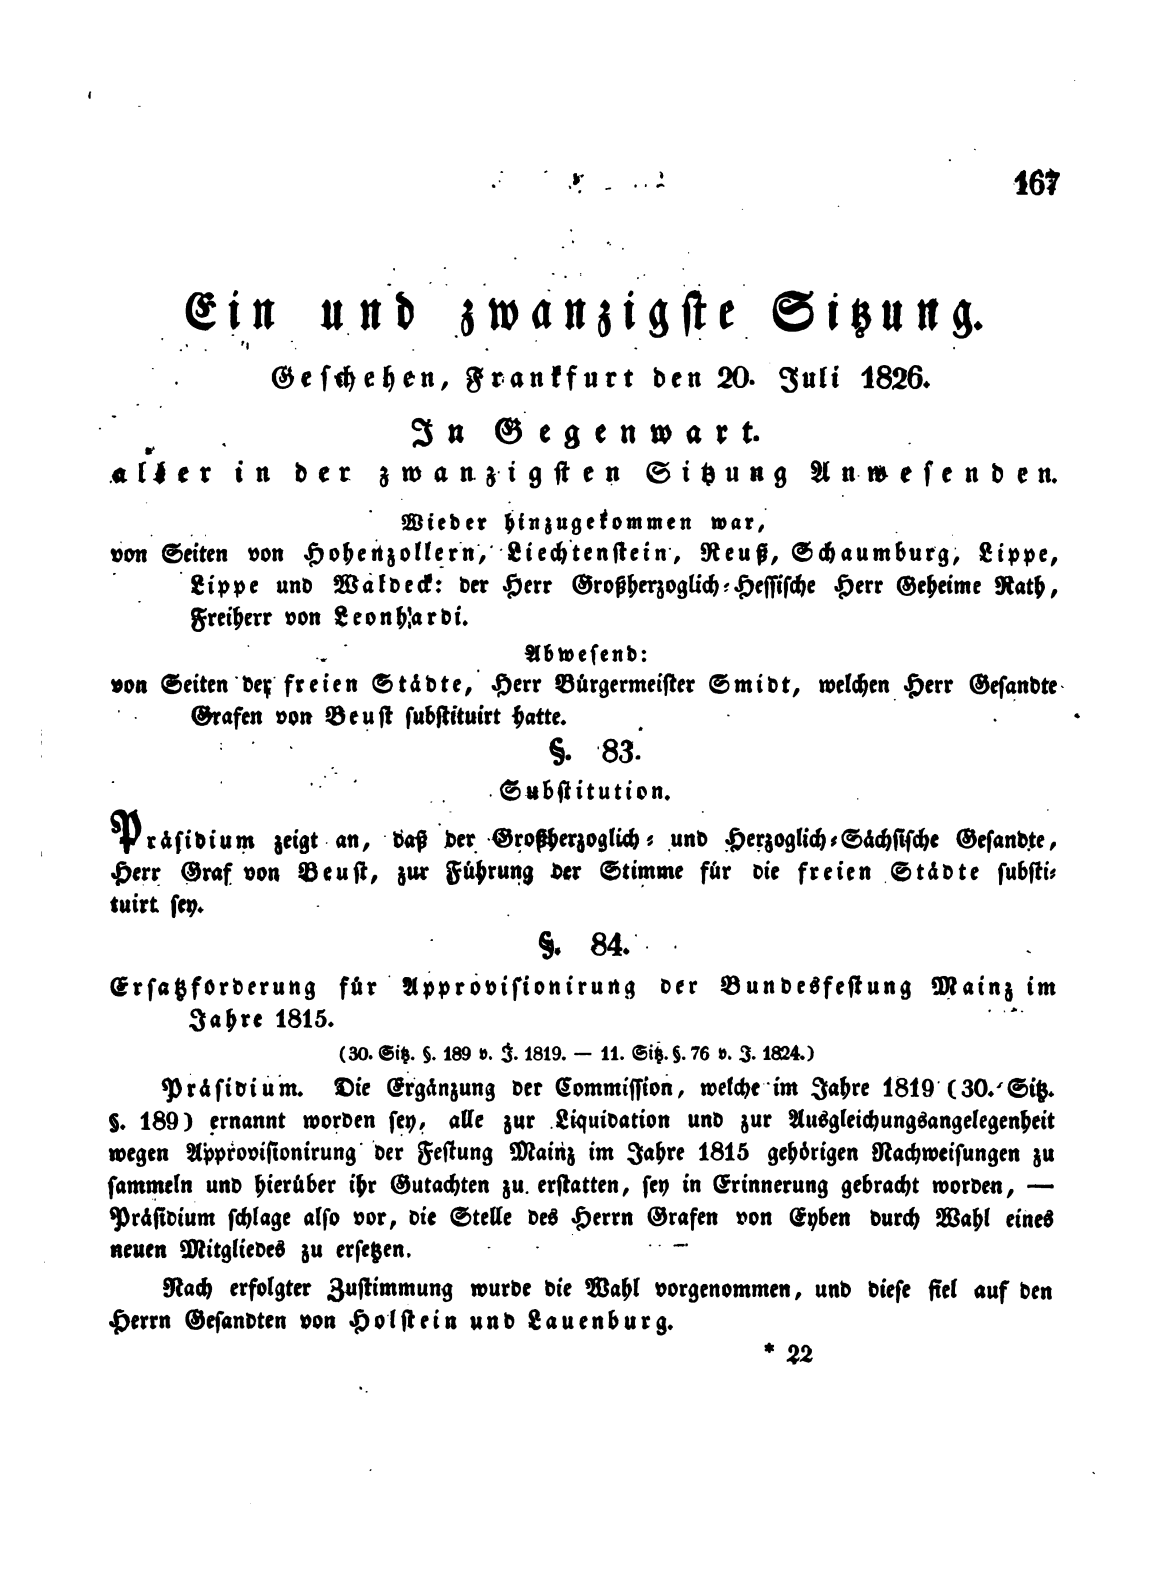 167
Ein und zwanzigste Sitzung.
Geschehen, Frankfurt den 20. Juli 1826.
In Gegenwart.
aller in der zwanzigsten Sitzung Anwesenden.
Wieder hinzugekommen war,
von Seiten von Hohenzollern, Liechtenstein, Reuß, Schaumburg, Lippe,
Lippe und Waldeck: der Herr Großherzoglich-Hessische Herr Geheime Rath,
Freiherr von Leonhardi.
Abwesend:
von Seiten der freien Städte, Herr Bürgermeister Smidt, welchen Herr Gesandte
Grafen von Beust substituirt hatte.
§. 83.
Substitution.
Präsidium zeigt an, daß der Großherzoglich- und Herzoglich-Sächsische Gesandte,
Herr Graf von Beust, zur Führung der Stimme für die freien Städte substi-
tuirt sey.
§. 84.
Ersatzforderung für Approvisionirung der Bundesfestung Mainz im
Jahre 1815.
(30. Sitz. §. 189 v. J. 1819. — 11. Sitz. §. 76 v. J. 1824.)
Präsidium. Die Ergänzung der Commission, welche im Jahre 1819 (30. Sitz.
§. 189) ernannt worden sey, alle zur Liquidation und zur Ausgleichungsangelegenheit
wegen Approvisionirung der Festung Mainz im Jahre 1815 gehörigen Nachweisungen zu
sammeln und hierüber ihr Gutachten zu erstatten, sey in Erinnerung gebracht worden, —
Präsidium schlage also vor, die Stelle des Herrn Grafen von Eyben durch Wahl eines
neuen Mitgliedes zu ersetzen.
Nach erfolgter Zustimmung wurde die Wahl vorgenommen, und diese fiel auf den
Herrn Gesandten von Holstein und Lauenburg.
* 22